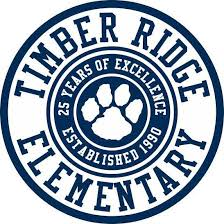 TIMBER RIDGE
25 YEARS OF EXCELLENCE
ESTABLISHED 1990
ELEMENTARY